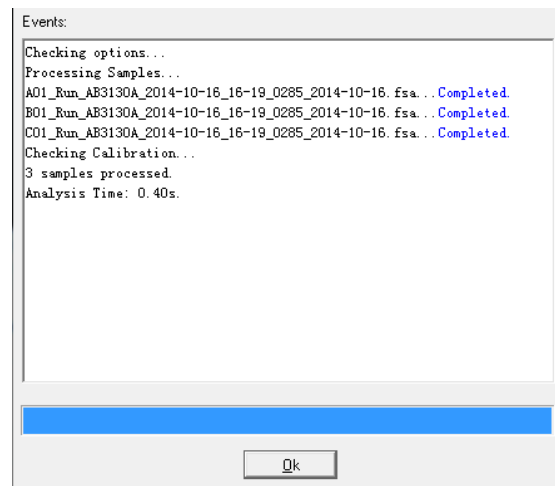 Events:
Checking options...
Processing Samples...
A01_Run_AB3130A_2014-10-16_16-19_0285_2014-10-16.fsa...Completed.
B01_Run_AB3130A_2014-10-16_16-19_0285_2014-10-16.fsa...Completed.
C01_Run_AB3130A_2014-10-16_16-19_0285_2014-10-16.fsa...Completed.
Checking Calibration...
3 samples processed.
Analysis Time: 0.40s.
Ok